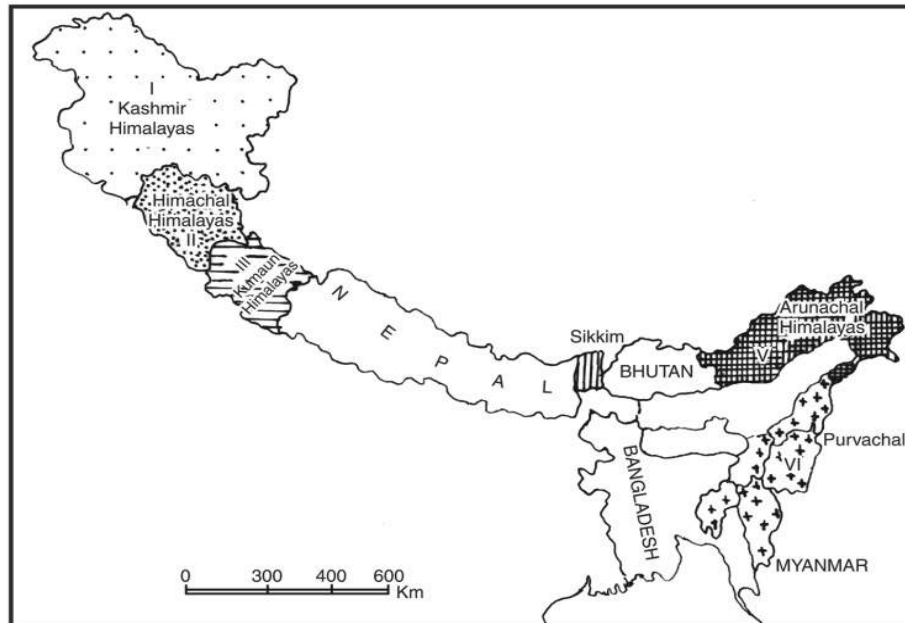 I
Kashmir
Himalayas
Himachal
Himalayas
II
III
Kumaun
Himalayas
NEPAL
Sikkim
BHUTAN
Arunachal
Himalayas
V
Purvachal
VI
BANGLADESH
MYANMAR
0 300 400 600
Km